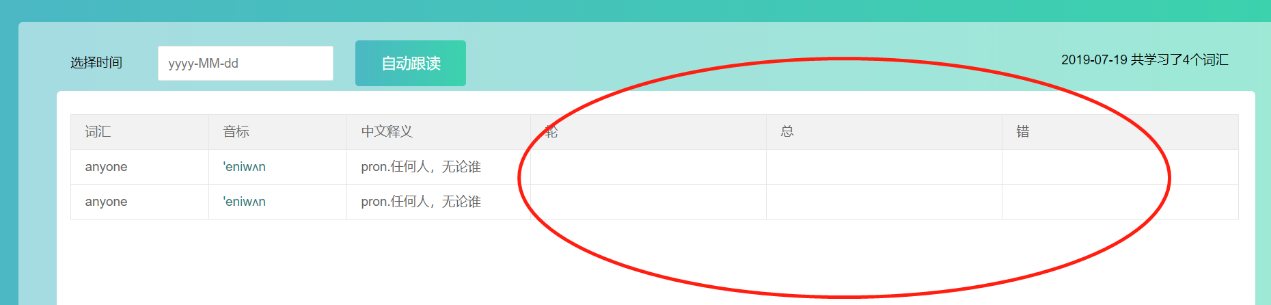 选择时间 yyyy-MM-dd 自动跟读 2019-07-19 共学习了4个词汇
词汇 音标 中文释义 轮 总 错
anyone 'eniwʌn pron.任何人，无论谁
anyone 'eniwʌn pron.任何人，无论谁